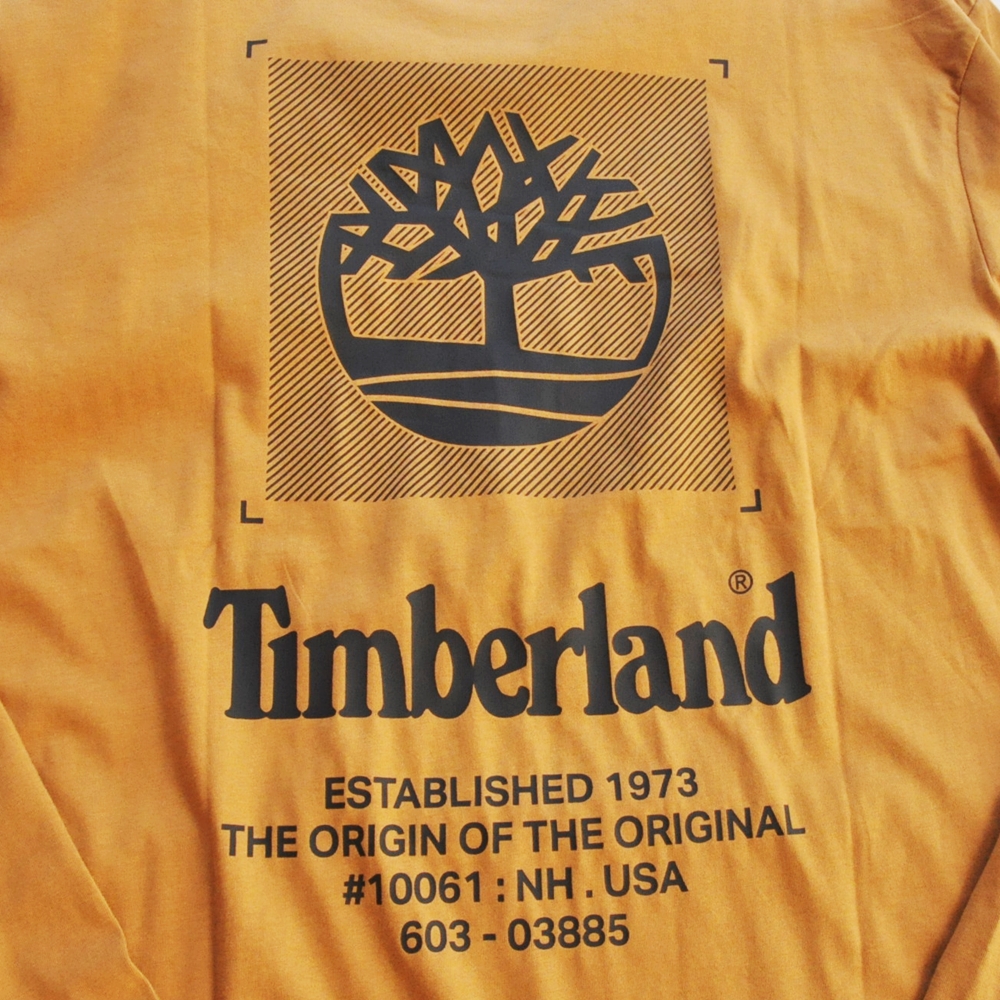 Timberland®
ESTABLISHED 1973
THE ORIGIN OF THE ORIGINAL
#10061 : NH . USA
603 - 03885